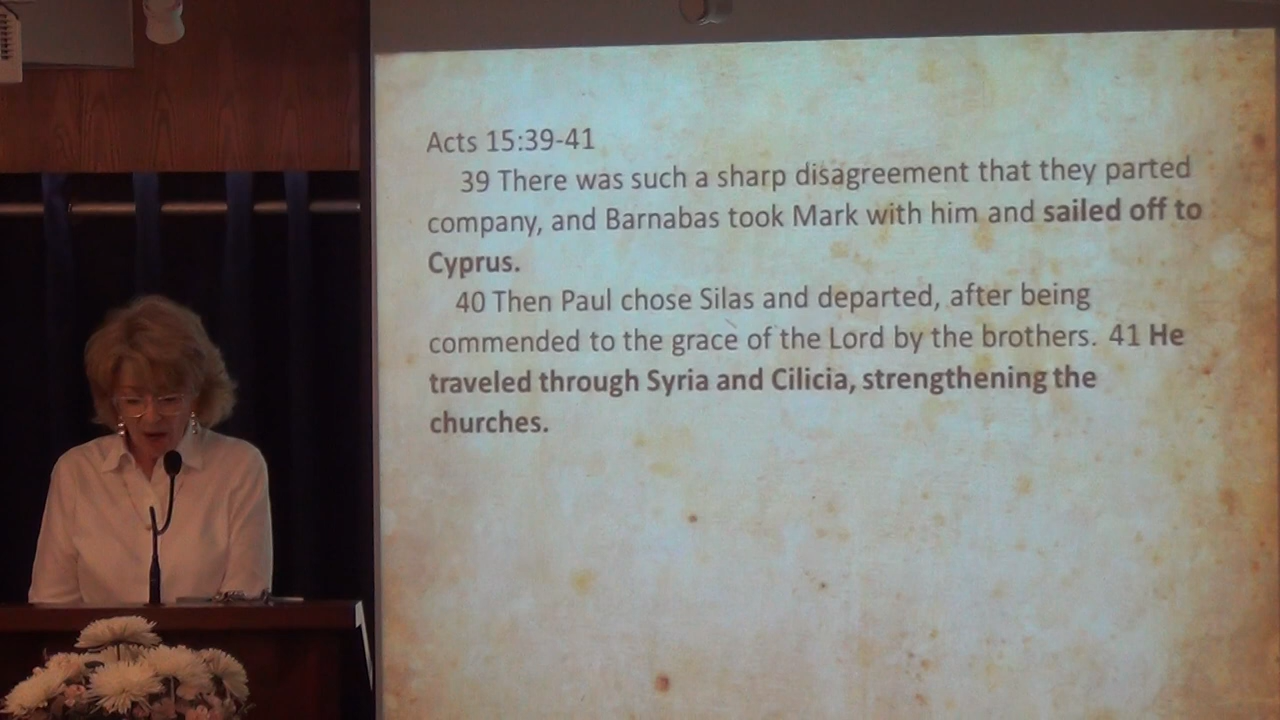 Acts 15:39-41
39 There was such a sharp disagreement that they parted
company, and Barnabas took Mark with him and sailed off to
Cyprus.
40 Then Paul chose Silas and departed, after being
commended to the grace of the Lord by the brothers. 41 He
traveled through Syria and Cilicia, strengthening the
churches.